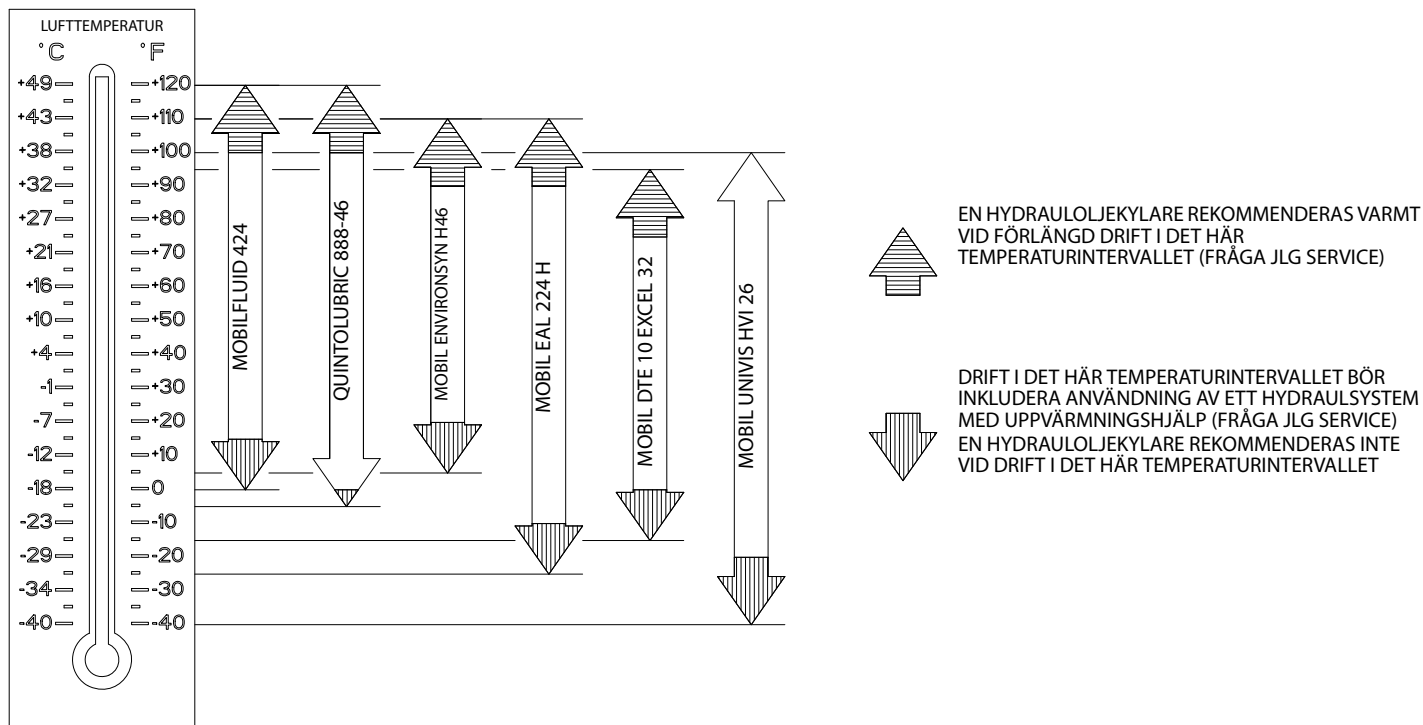 LUFTTEMPERATUR
°C °F
+49 +120
+43 +110
+38 +100
+32 +90
+27 +80
+21 +70
+16 +60
+10 +50
+4 +40
-1 +30
-7 +20
-12 +10
-18 0
-23 -10
-29 -20
-34 -30
-40 -40
MOBILFLUID 424
QUINTOLUBRIC 888-46
MOBIL ENVIRONSYN H46
MOBIL EAL 224 H
MOBIL DTE 10 EXCEL 32
MOBIL UNIVIS HVI 26
EN HYDRAULOLJEKYLARE REKOMMENDERAS VARMT
VID FÖRLÄNGD DRIFT I DET HÄR
TEMPERATURINTERVALLET (FRÅGA JLG SERVICE)
DRIFT I DET HÄR TEMPERATURINTERVALLET BÖR
INKLUDERA ANVÄNDNING AV ETT HYDRAULSYSTEM
MED UPPVÄRMNINGSHJÄLP (FRÅGA JLG SERVICE)
EN HYDRAULOLJEKYLARE REKOMMENDERAS INTE
VID DRIFT I DET HÄR TEMPERATURINTERVALLET